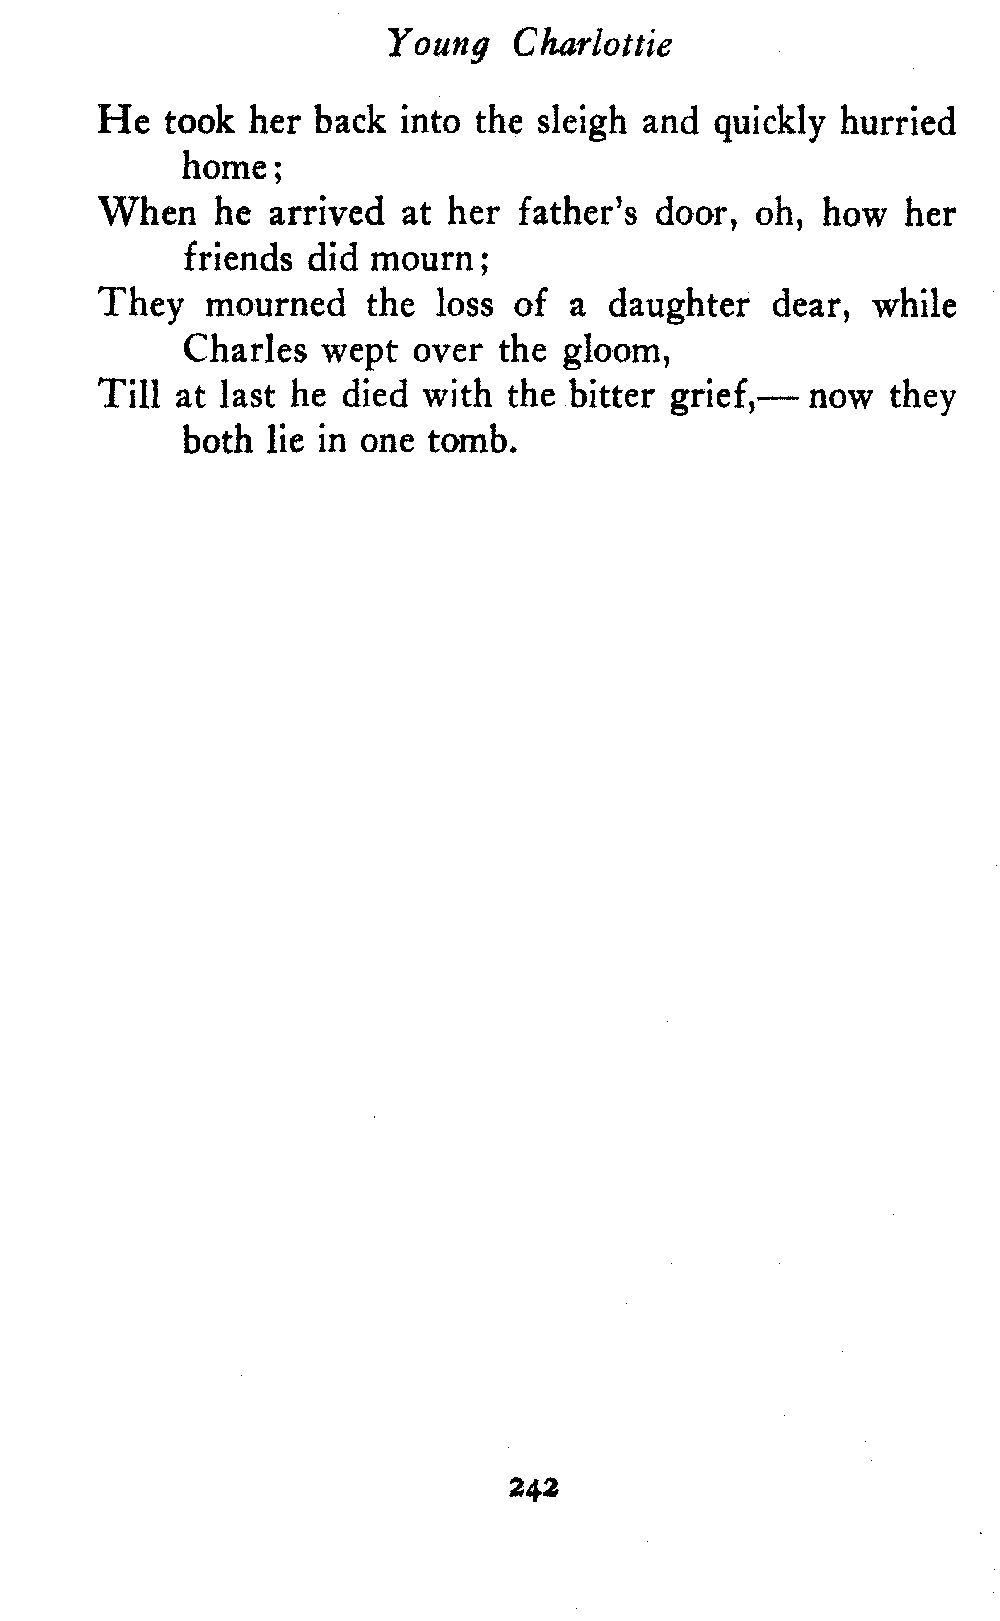 Young Charlottie
He took her back into the sleigh and quickly hurried
home;
When he arrived at her father's door, oh, how her
friends did mourn;
They mourned the loss of a daughter dear, while
Charles wept over the gloom,
Till at last he died with the bitter grief,— now they
both lie in one tomb.
242